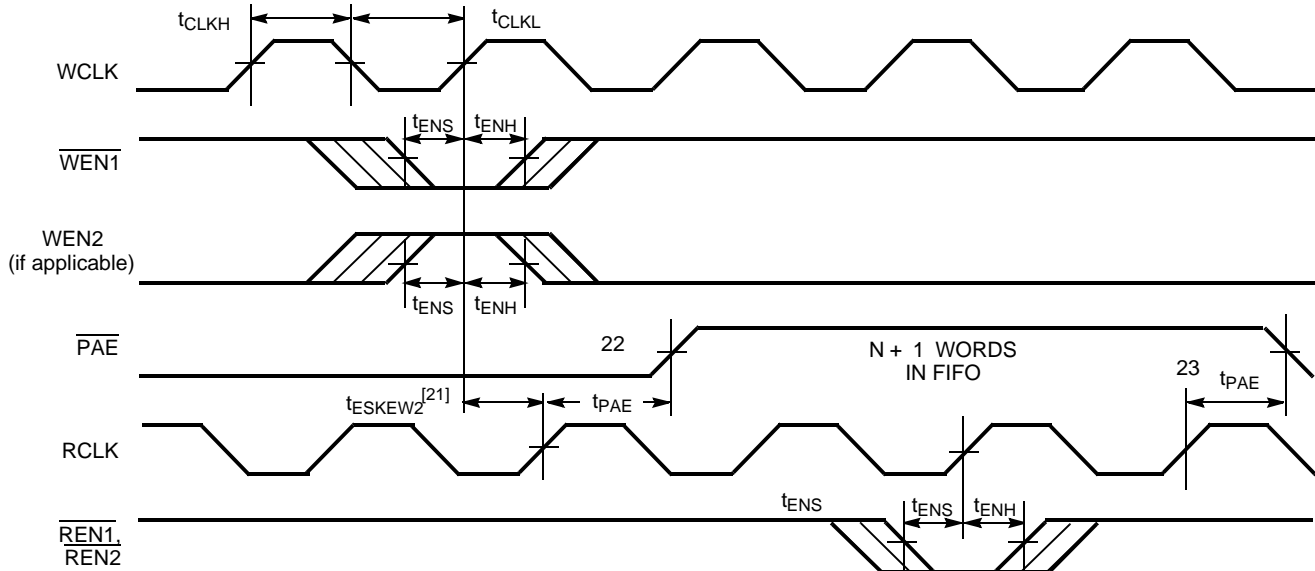 tCLKH
tCLKL
WCLK
tENS
tENH
WEN1
WEN2
(if applicable)
tENS
tENH
PAE
22
N + 1 WORDS
IN FIFO
23
tPAE
tESKEW2[21]
tPAE
RCLK
tENS
tENS
tENH
REN1,
REN2